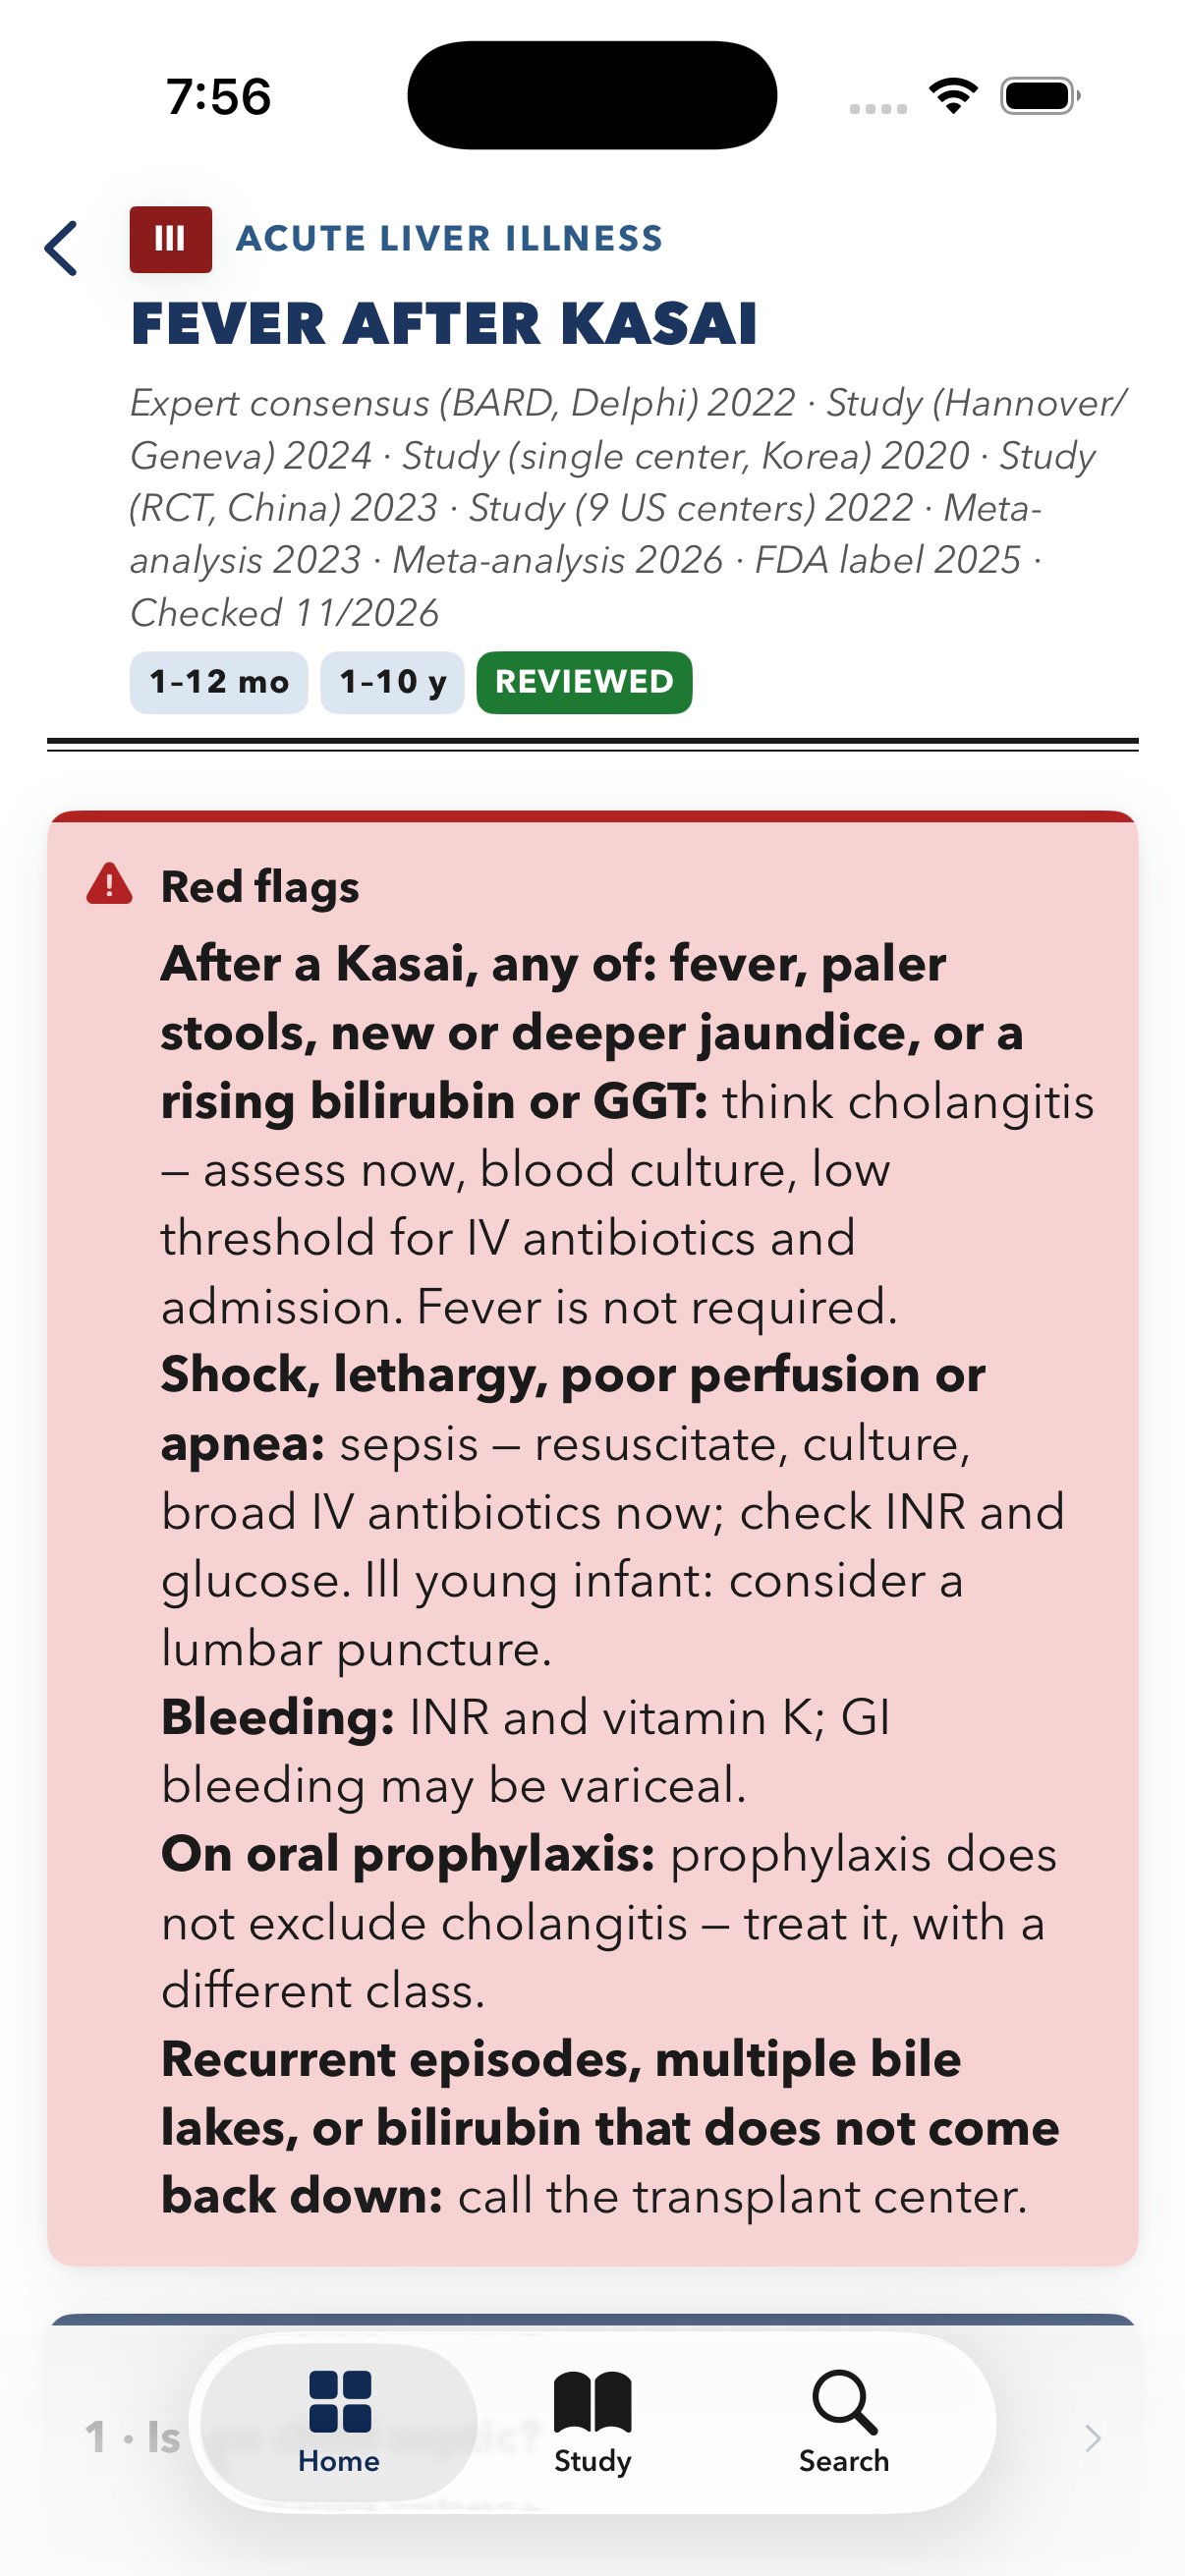 7:56
III ACUTE LIVER ILLNESS
FEVER AFTER KASAI
Expert consensus (BARD, Delphi) 2022 · Study (Hannover/
Geneva) 2024 · Study (single center, Korea) 2020 · Study
(RCT, China) 2023 · Study (9 US centers) 2022 · Meta-
analysis 2023 · Meta-analysis 2026 · FDA label 2025 ·
Checked 11/2026
1–12 mo 1–10 y REVIEWED
Red flags
After a Kasai, any of: fever, paler
stools, new or deeper jaundice, or a
rising bilirubin or GGT: think cholangitis
— assess now, blood culture, low
threshold for IV antibiotics and
admission. Fever is not required.
Shock, lethargy, poor perfusion or
apnea: sepsis — resuscitate, culture,
broad IV antibiotics now; check INR and
glucose. Ill young infant: consider a
lumbar puncture.
Bleeding: INR and vitamin K; GI
bleeding may be variceal.
On oral prophylaxis: prophylaxis does
not exclude cholangitis — treat it, with a
different class.
Recurrent episodes, multiple bile
lakes, or bilirubin that does not come
back down: call the transplant center.
1 · Is
Home Study Search